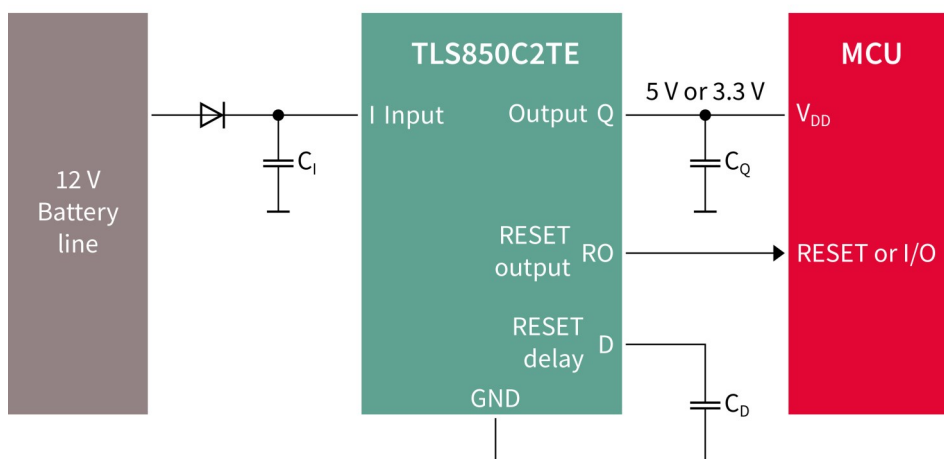 TLS850C2TE
MCU
5 V or 3.3 V
I Input
Output Q
V_DD
C_I
C_Q
12 V
Battery
line
RESET
output
RO
RESET or I/O
RESET
delay
D
GND
C_D